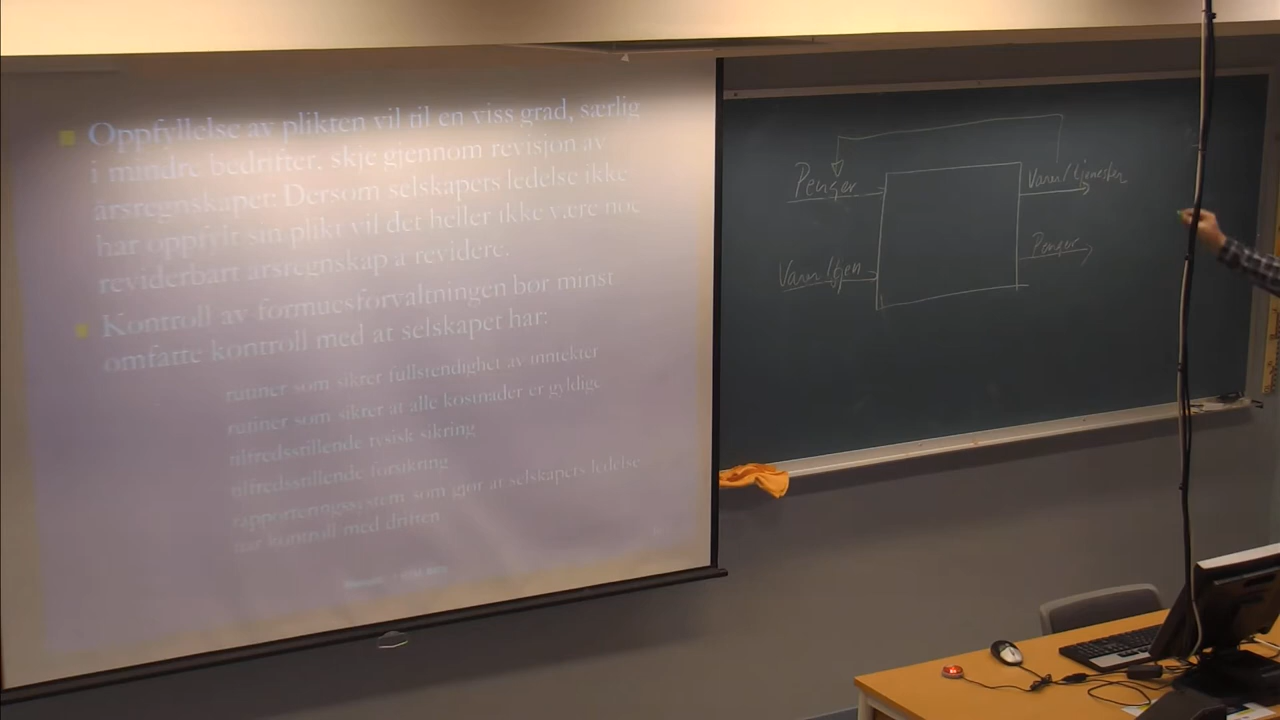 Oppfyllelse av plikten vil til en viss grad, særlig
i mindre bedrifter, skje gjennom revisjon av
årsregnskapet: Dersom selskapets ledelse ikke
har oppfylt sin plikt vil det heller ikke være noe
reviderbart årsregnskap å revidere.
Kontroll av formuesforvaltningen bør minst
omfatte kontroll med at selskapet har:
rutiner som sikrer fullstendighet av inntekter
rutiner som sikrer at alle kostnader er gyldige
tilfredsstillende fysisk sikring
tilfredsstillende forsikring
rapporteringssystem som gjør at selskapets ledelse
har kontroll med driften
Penger
Varer/tjenester
Varer/tjen
Penger